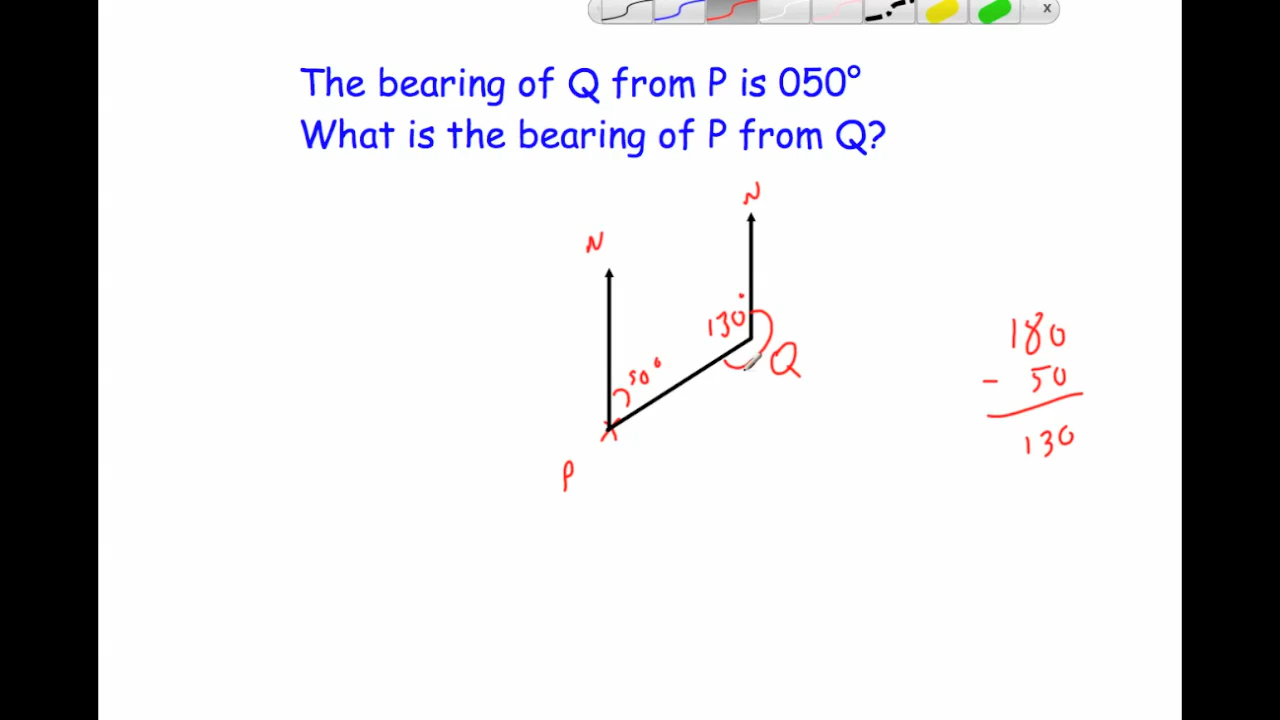 The bearing of Q from P is 050°
What is the bearing of P from Q?
N
N
130°
50°
Q
P
180
- 50
130
x